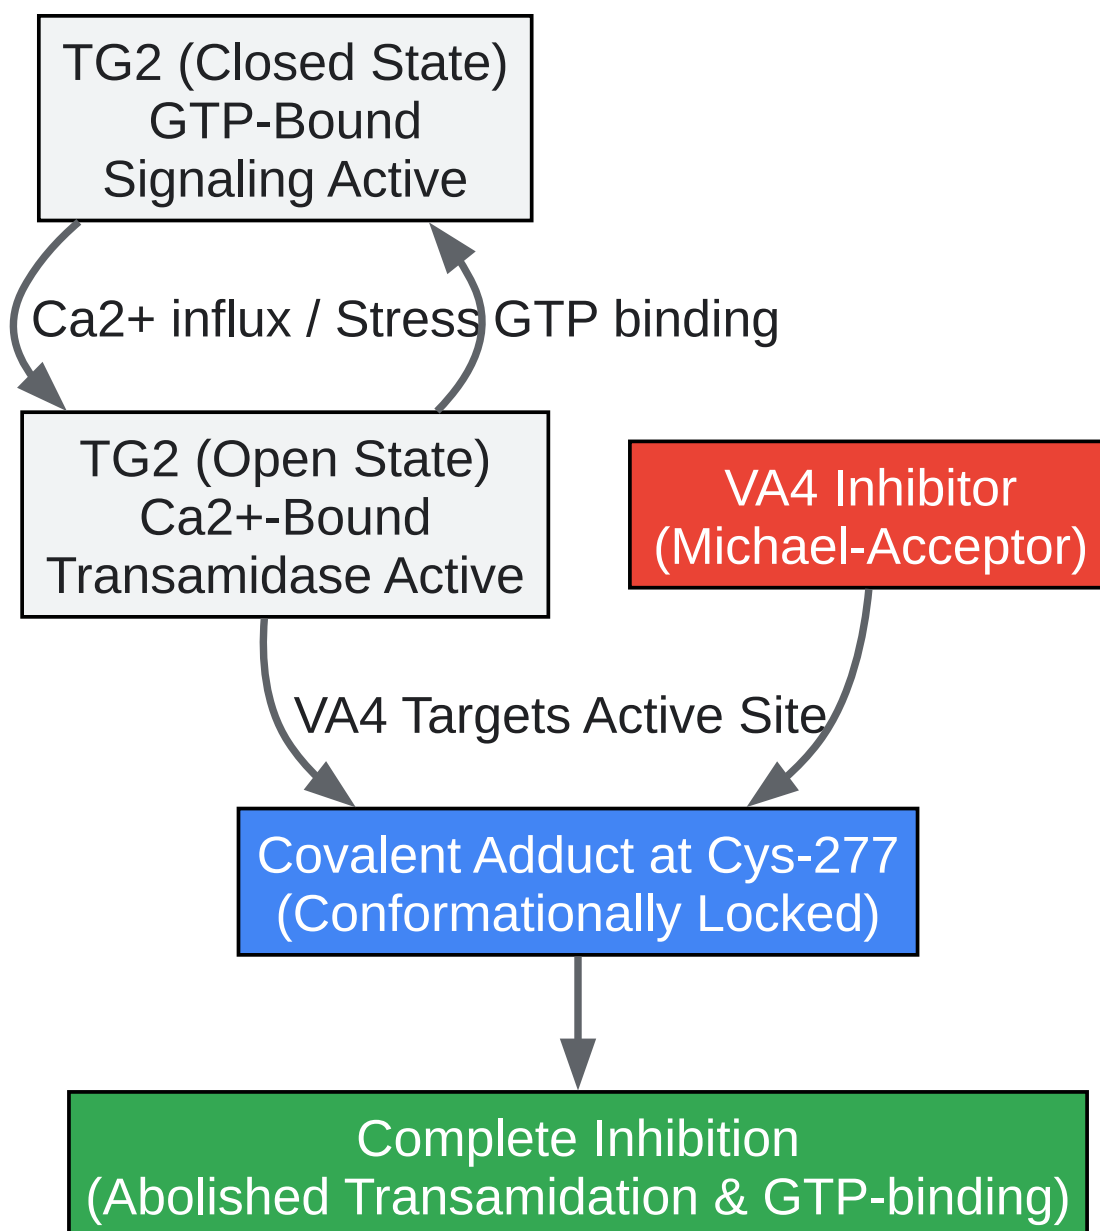 TG2 (Closed State)
GTP-Bound
Signaling Active
Ca2+ influx / Stress
GTP binding
TG2 (Open State)
Ca2+-Bound
Transamidase Active
VA4 Inhibitor
(Michael-Acceptor)
VA4 Targets Active Site
Covalent Adduct at Cys-277
(Conformationally Locked)
Complete Inhibition
(Abolished Transamidation & GTP-binding)